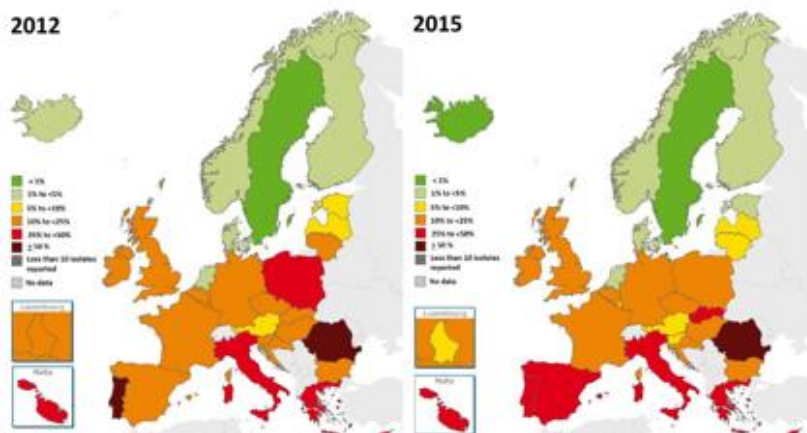 2012
< 1%
1% to <5%
5% to <10%
10% to <25%
25% to <50%
≥ 50 %
Less than 10 isolates
reported
No data
Luxembourg
Malta
2015
< 1%
1% to <5%
5% to <10%
10% to <25%
25% to <50%
≥ 50 %
Less than 10 isolates
reported
No data
Luxembourg
Malta